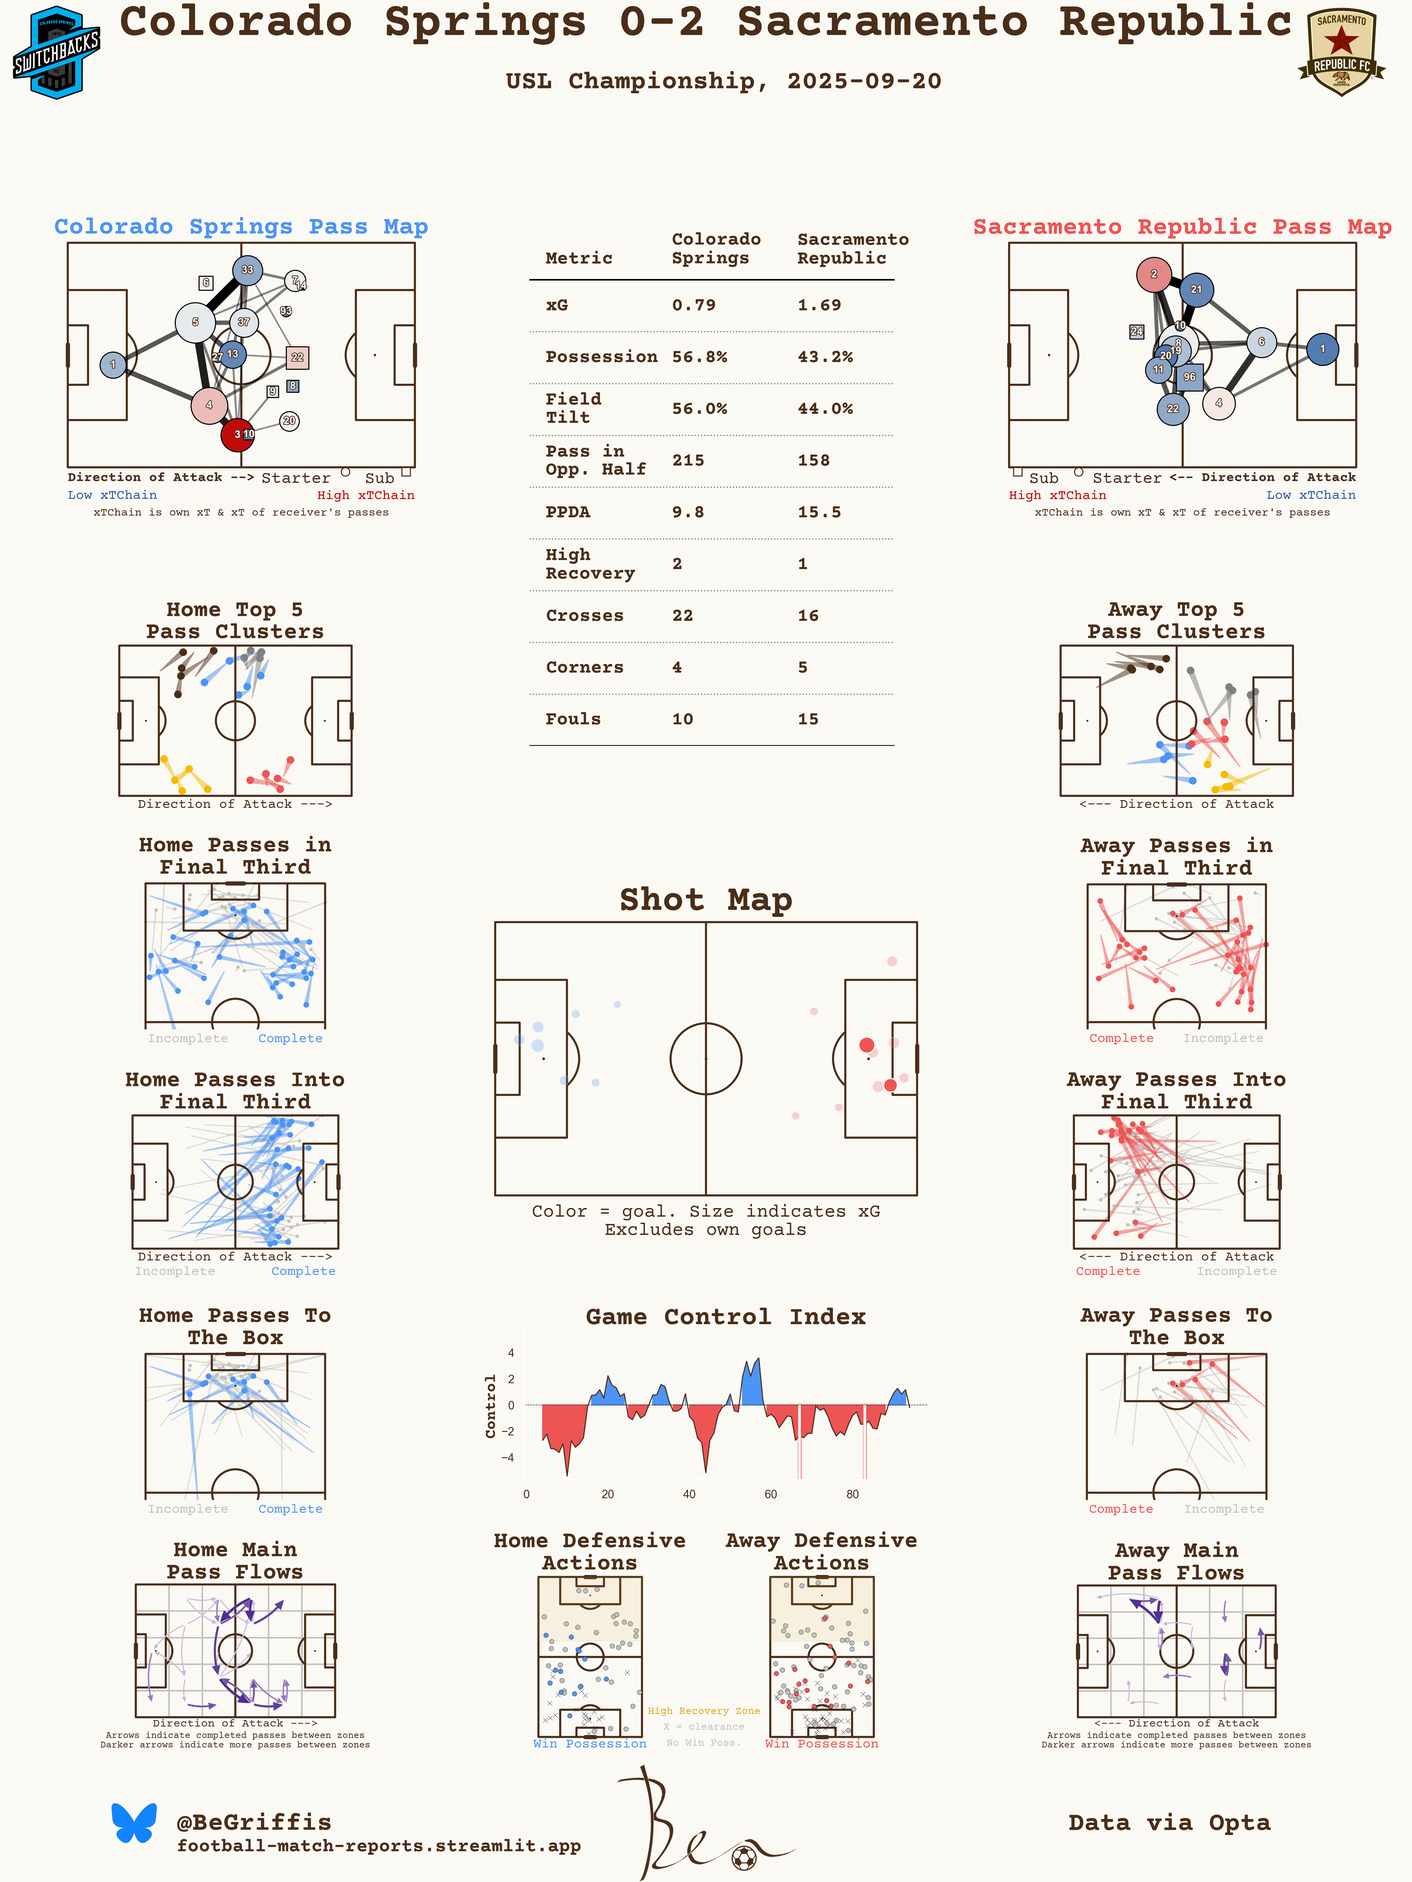 Colorado Springs 0-2 Sacramento Republic
USL Championship, 2025-09-20
COLORADO SPRINGS
SWITCHBACKS
SACRAMENTO
REPUBLIC FC
Colorado Springs Pass Map
6
33
7
14
93
5
37
27
13
22
1
8
9
4
20
3
10
Direction of Attack --> Starter Sub
Low xTChain High xTChain
xTChain is own xT & xT of receiver's passes
Metric Colorado Springs Sacramento Republic
xG 0.79 1.69
Possession 56.8% 43.2%
Field Tilt 56.0% 44.0%
Pass in Opp. Half 215 158
PPDA 9.8 15.5
High Recovery 2 1
Crosses 22 16
Corners 4 5
Fouls 10 15
Sacramento Republic Pass Map
2
21
10
24
8
19
20
6
1
11
96
22
4
Sub Starter <-- Direction of Attack
High xTChain Low xTChain
xTChain is own xT & xT of receiver's passes
Home Top 5
Pass Clusters
Direction of Attack --->
Away Top 5
Pass Clusters
<--- Direction of Attack
Home Passes in
Final Third
Incomplete Complete
Away Passes in
Final Third
Complete Incomplete
Shot Map
Color = goal. Size indicates xG
Excludes own goals
Home Passes Into
Final Third
Direction of Attack --->
Incomplete Complete
Away Passes Into
Final Third
<--- Direction of Attack
Complete Incomplete
Home Passes To
The Box
Incomplete Complete
Game Control Index
Control
4
2
0
−2
−4
0 20 40 60 80
Away Passes To
The Box
Complete Incomplete
Home Main
Pass Flows
Direction of Attack --->
Arrows indicate completed passes between zones
Darker arrows indicate more passes between zones
Home Defensive
Actions
Win Possession
High Recovery Zone
X = clearance
No Win Poss.
Away Defensive
Actions
Win Possession
Away Main
Pass Flows
<--- Direction of Attack
Arrows indicate completed passes between zones
Darker arrows indicate more passes between zones
@BeGriffis
football-match-reports.streamlit.app
Ben
Data via Opta